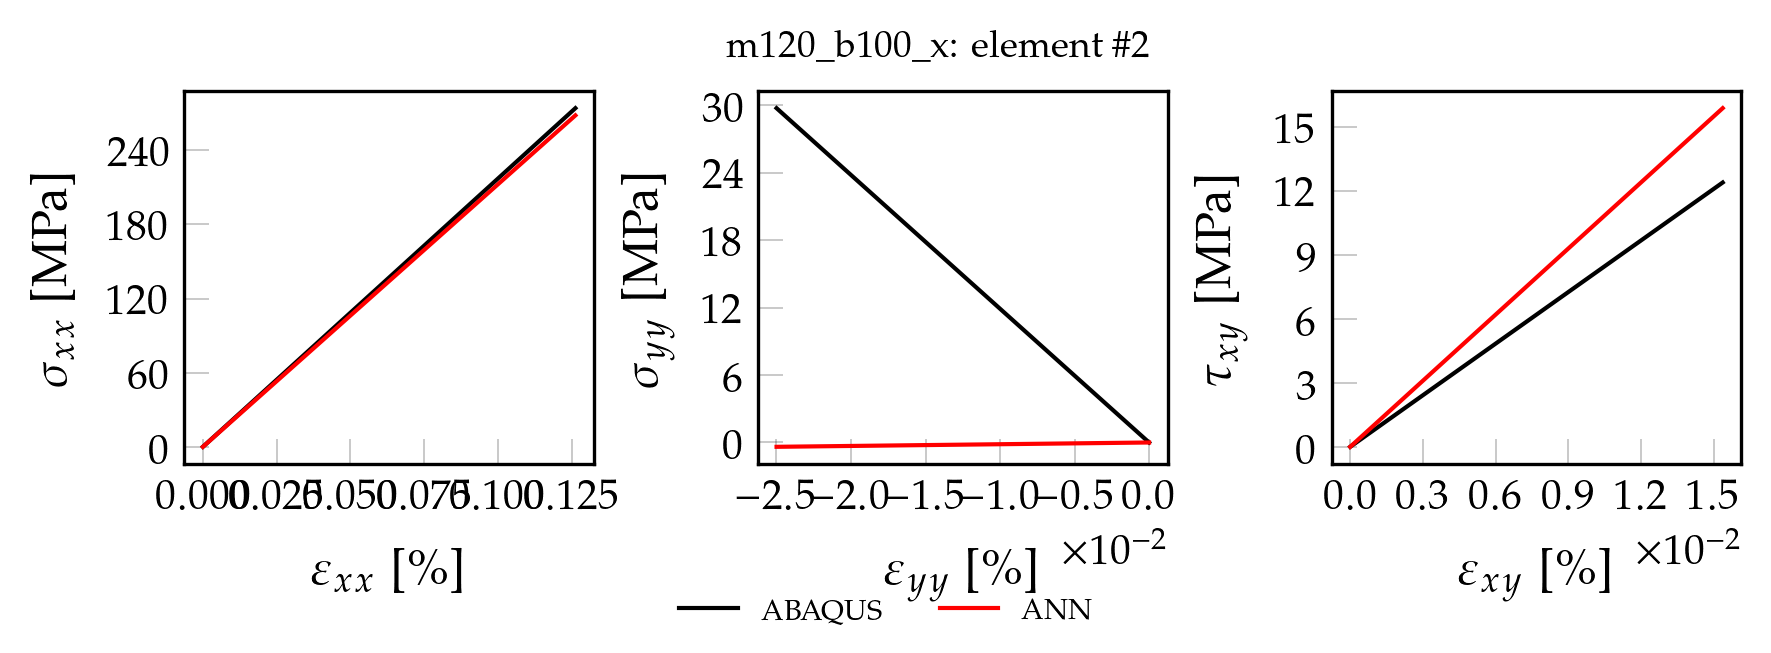 m120_b100_x: element #2
240
180
120
60
0
σxx [MPa]
0.000 0.025 0.050 0.075 0.100 0.125
εxx [%]
30
24
18
12
6
0
σyy [MPa]
−2.5 −2.0 −1.5 −1.0 −0.5 0.0
×10−2
εyy [%]
15
12
9
6
3
0
τxy [MPa]
0.0 0.3 0.6 0.9 1.2 1.5
×10−2
εxy [%]
ABAQUS ANN